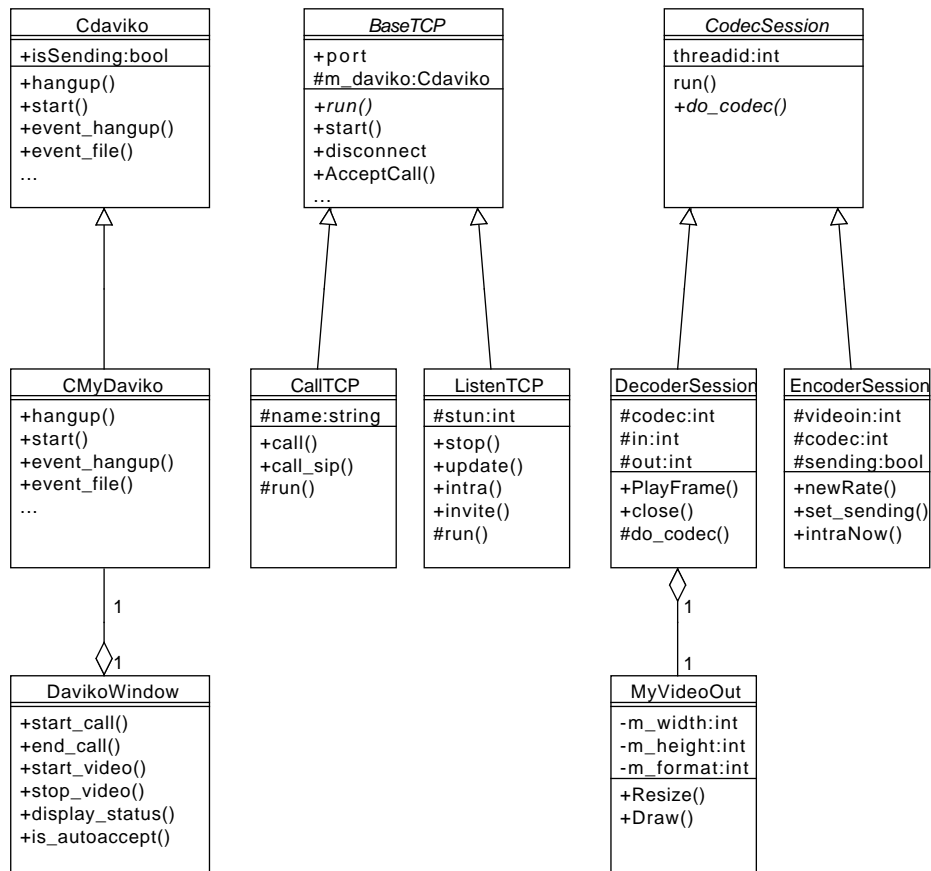 Cdaviko
+isSending:bool
+hangup()
+start()
+event_hangup()
+event_file()
...
BaseTCP
+port
#m_daviko:Cdaviko
+run()
+start()
+disconnect
+AcceptCall()
...
CodecSession
threadid:int
run()
+do_codec()
CMyDaviko
+hangup()
+start()
+event_hangup()
+event_file()
...
CallTCP
#name:string
+call()
+call_sip()
#run()
ListenTCP
#stun:int
+stop()
+update()
+intra()
+invite()
#run()
DecoderSession
#codec:int
#in:int
#out:int
+PlayFrame()
+close()
#do_codec()
EncoderSession
#videoin:int
#codec:int
#sending:bool
+newRate()
+set_sending()
+intraNow()
1
1
DavikoWindow
+start_call()
+end_call()
+start_video()
+stop_video()
+display_status()
+is_autoaccept()
1
1
MyVideoOut
-m_width:int
-m_height:int
-m_format:int
+Resize()
+Draw()